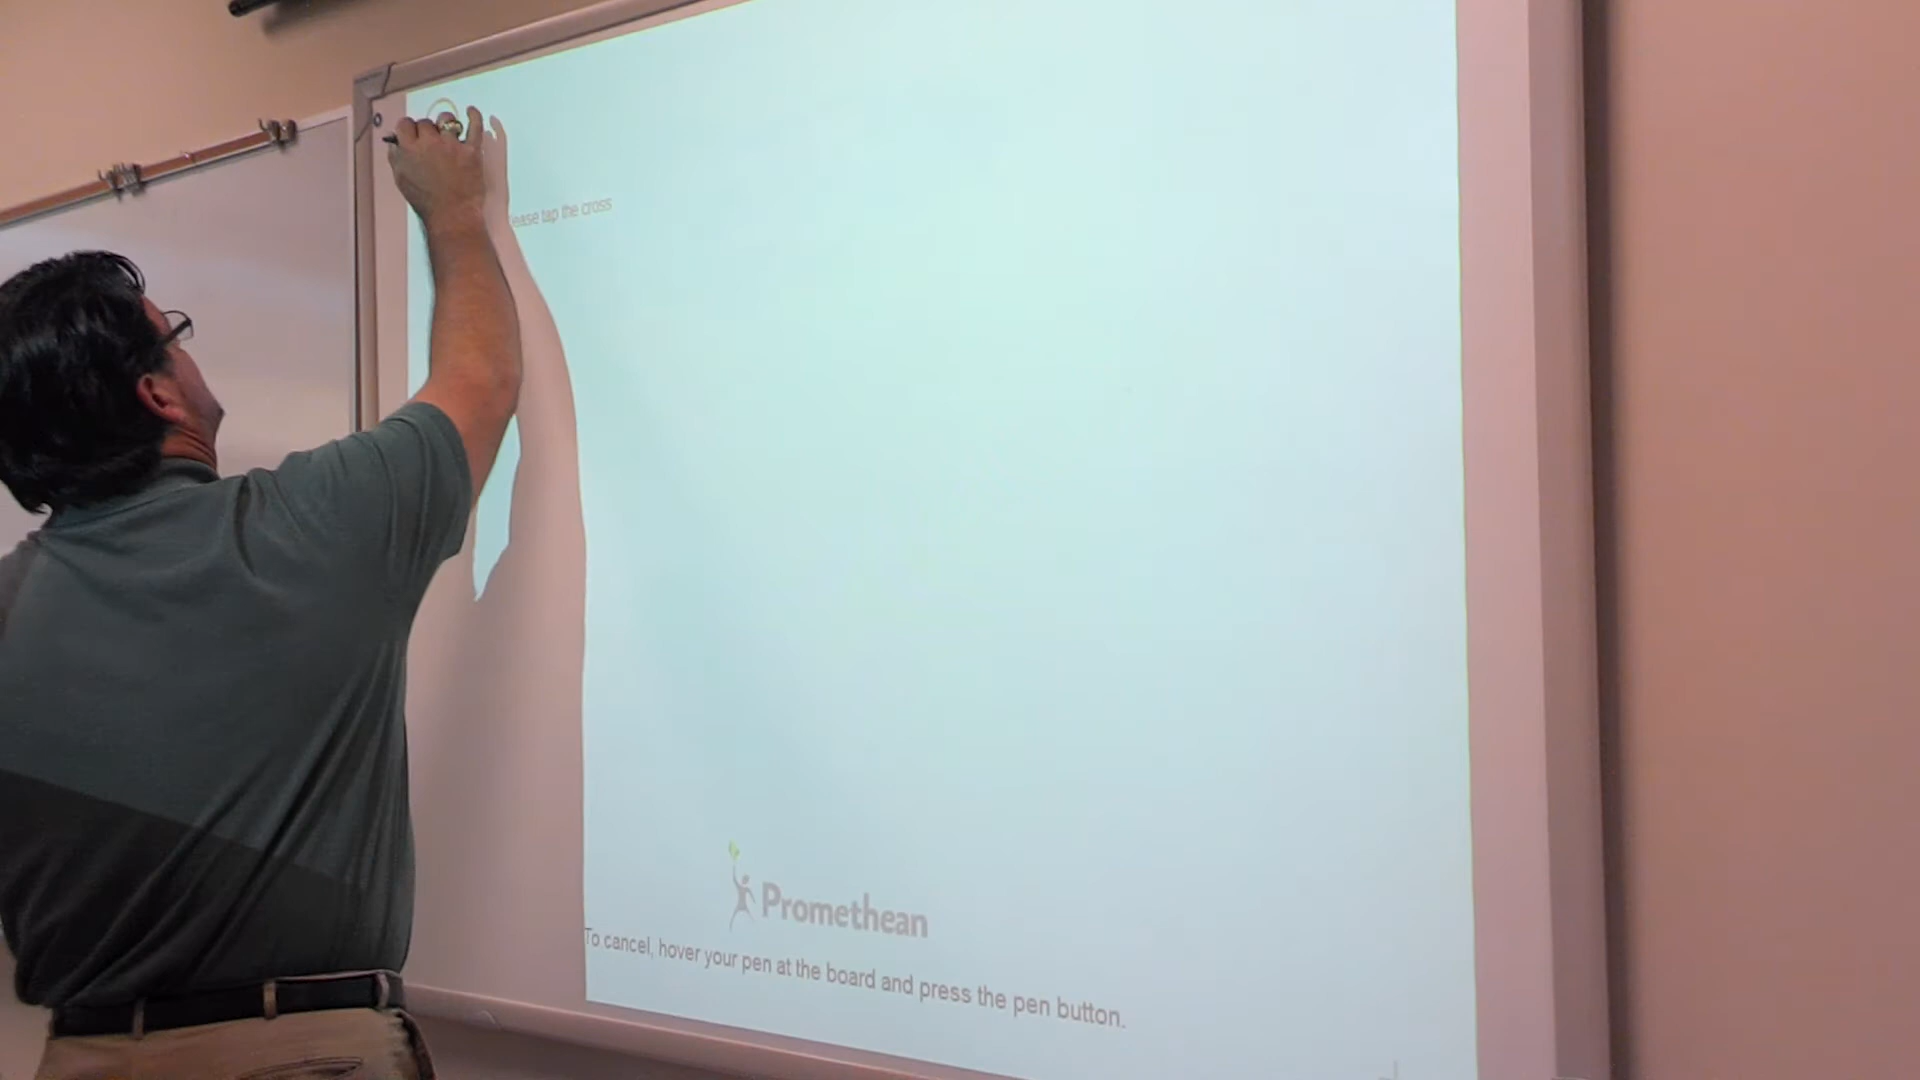 ease tap the cross
Promethean
To cancel, hover your pen at the board and press the pen button.